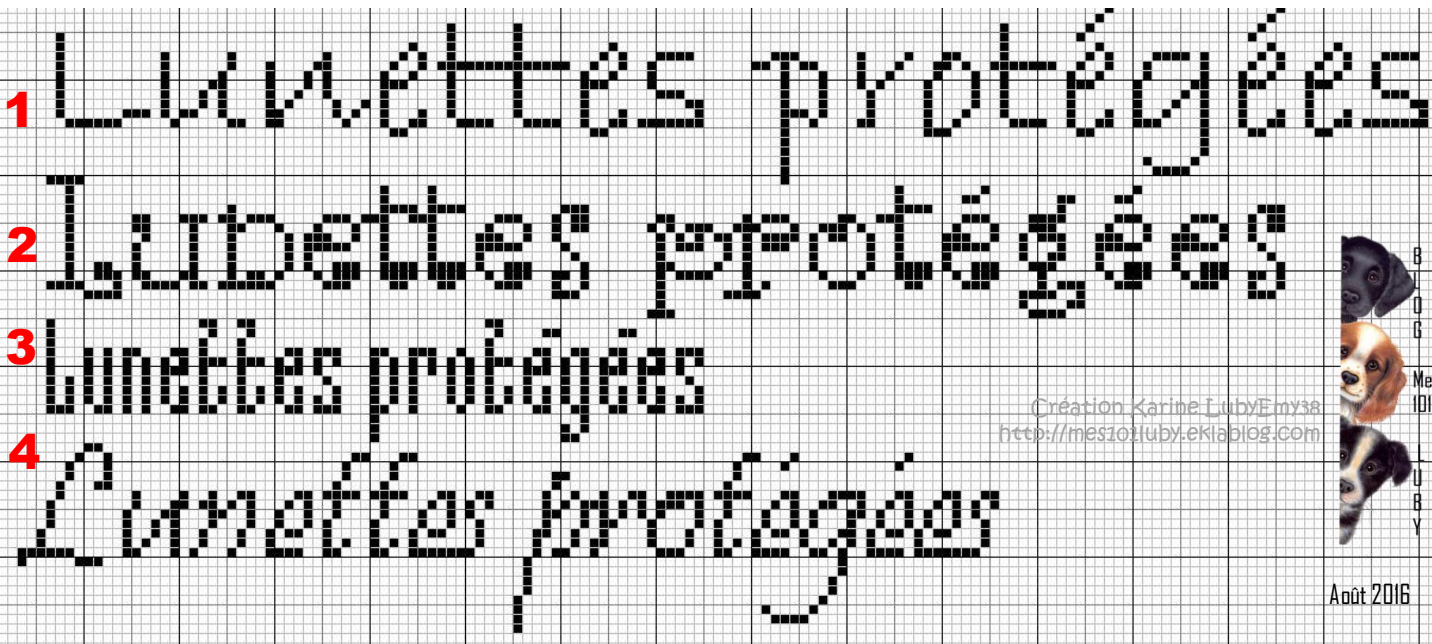 1 Lunettes protégées
2 Lunettes protégées
3 Lunettes protégées
4 Lunettes protégées
Création Karine LubyEmy38
http://mes101luby.eklablog.com
BLOG
Mes
101
LUBY
Août 2016